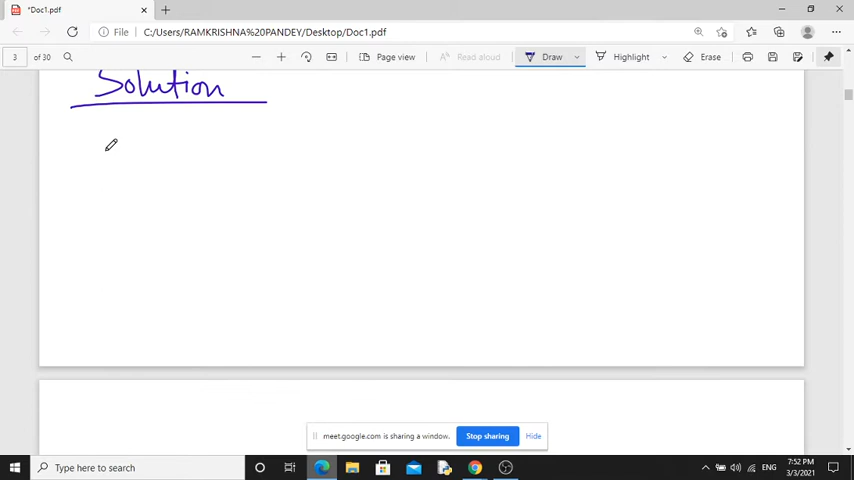 *Doc1.pdf
File
C:/Users/RAMKRISHNA%20PANDEY/Desktop/Doc1.pdf
3 of 30
Page view
Read aloud
Draw
Highlight
Erase
Solution
meet.google.com is sharing a window.
Stop sharing
Hide
Type here to search
ENG
7:52 PM
3/3/2021